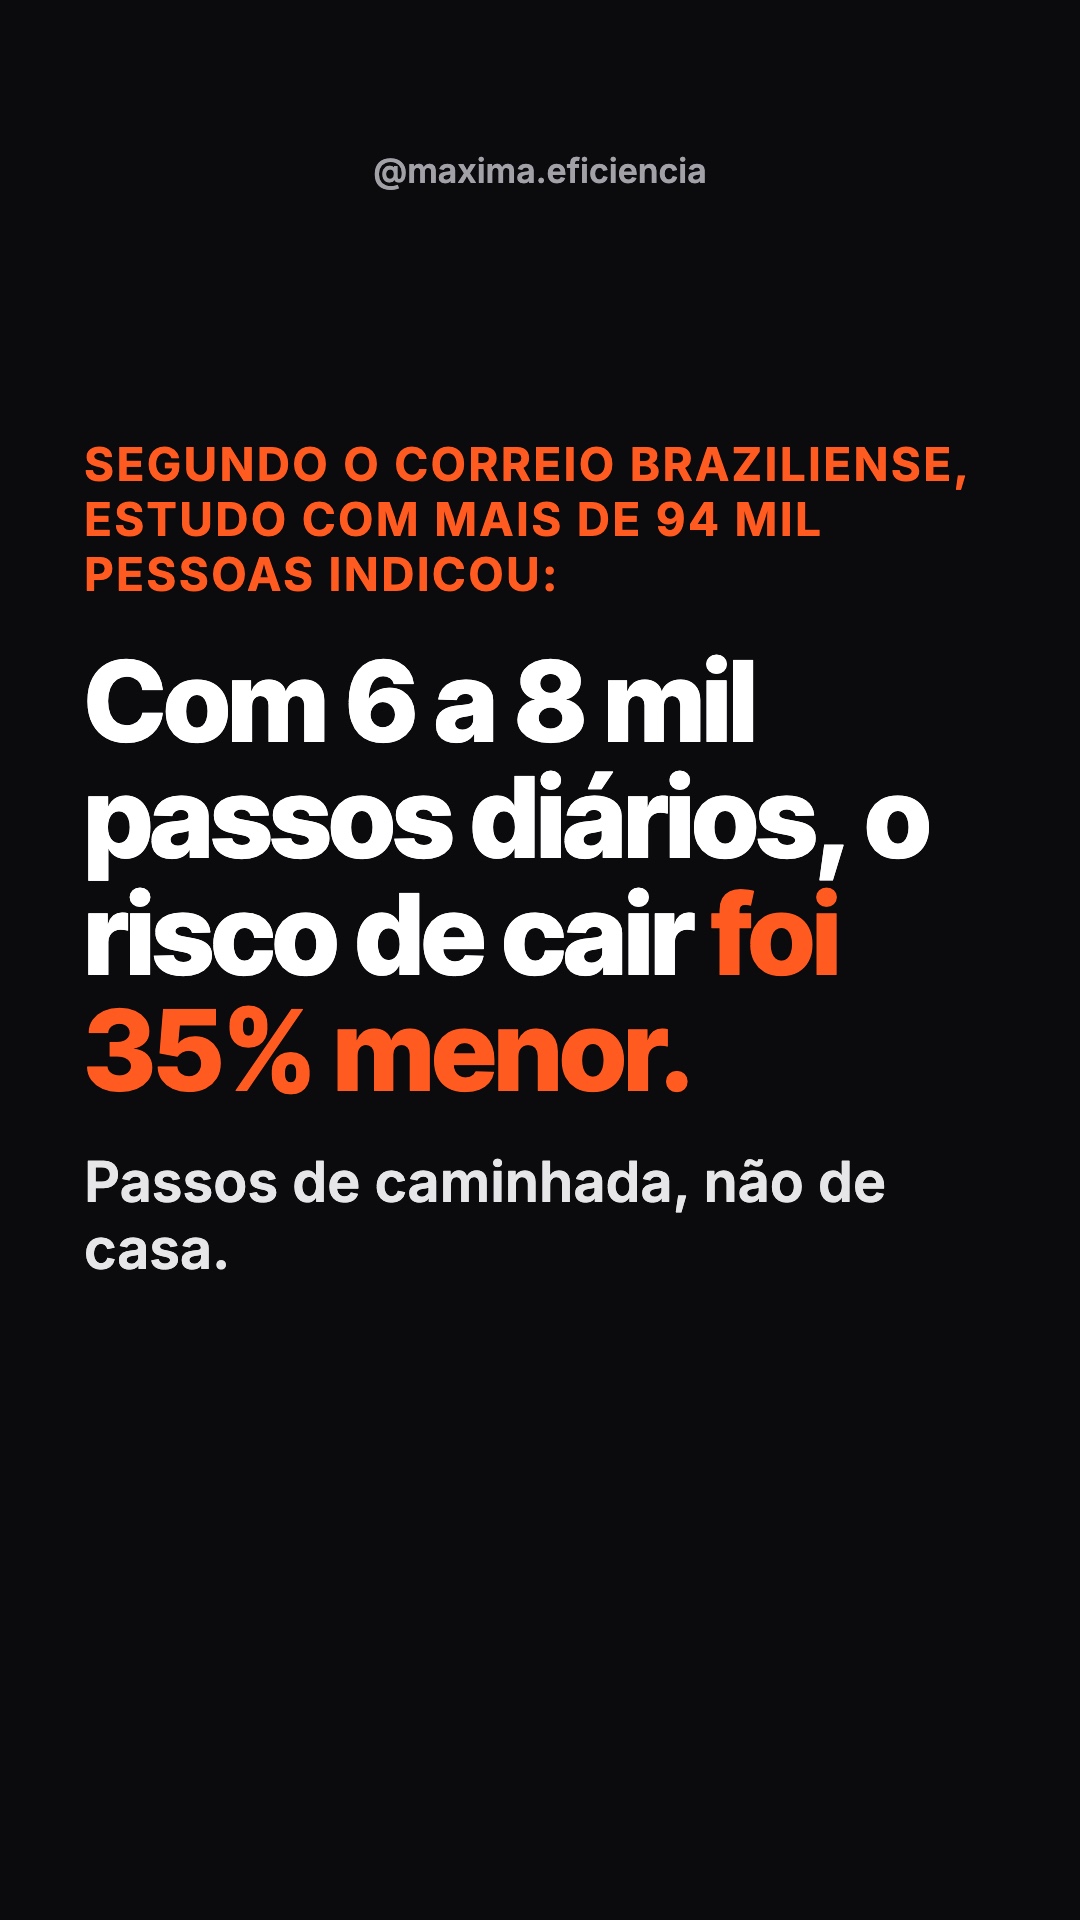 @maxima.eficiencia
SEGUNDO O CORREIO BRAZILIENSE,
ESTUDO COM MAIS DE 94 MIL
PESSOAS INDICOU:
Com 6 a 8 mil
passos diários, o
risco de cair foi
35% menor.
Passos de caminhada, não de
casa.